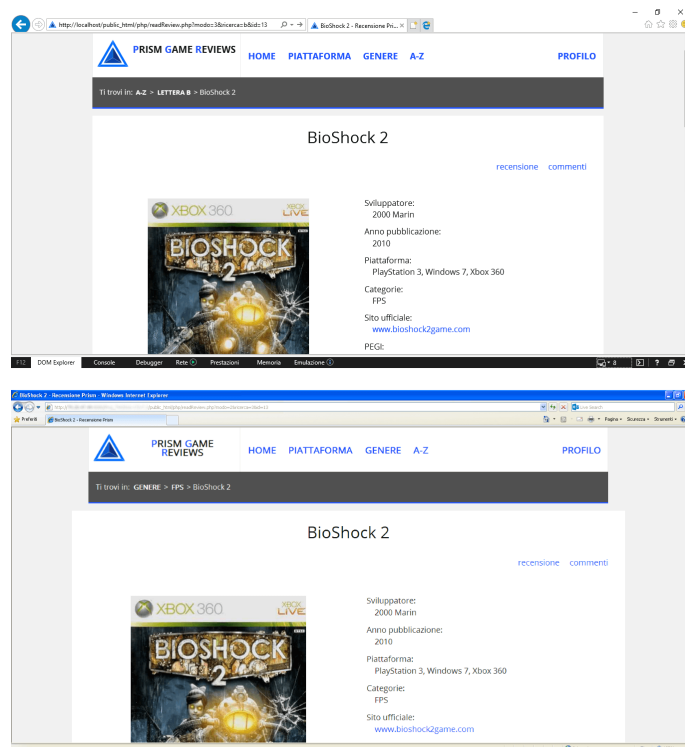 http://localhost/public_html/php/readReview.php?modo=3&ricerca=b&id=13
BioShock 2 - Recensione Pri...
PRISM GAME REVIEWS
HOME PIATTAFORMA GENERE A-Z PROFILO
Ti trovi in: A-Z > LETTERA B > BioShock 2
BioShock 2
recensione commenti
XBOX 360 XBOX LIVE
BIOSHOCK
2
Sviluppatore:
2000 Marin
Anno pubblicazione:
2010
Piattaforma:
PlayStation 3, Windows 7, Xbox 360
Categorie:
FPS
Sito ufficiale:
www.bioshock2game.com
PEGI:
F12 DOM Explorer Console Debugger Rete Prestazioni Memoria Emulazione 8 ?
BioShock 2 - Recensione Prism - Windows Internet Explorer
Live Search
Preferiti BioShock 2 - Recensione Prism Pagina Sicurezza Strumenti
PRISM GAME
REVIEWS
HOME PIATTAFORMA GENERE A-Z PROFILO
Ti trovi in: GENERE > FPS > BioShock 2
BioShock 2
recensione commenti
XBOX 360 XBOX LIVE
BIOSHOCK
2
Sviluppatore:
2000 Marin
Anno pubblicazione:
2010
Piattaforma:
PlayStation 3, Windows 7, Xbox 360
Categorie:
FPS
Sito ufficiale:
www.bioshock2game.com